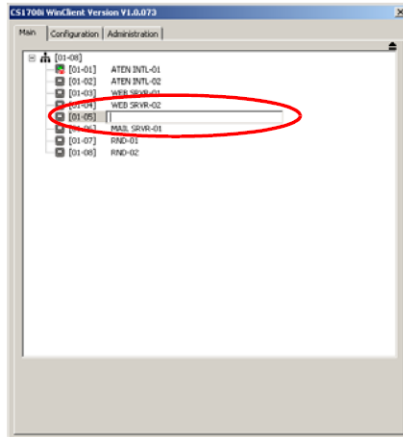 CS1708i WinClient Version V1.0.073
Main Configuration Administration
[01-08]
[01-01] ATEN INTL-01
[01-02] ATEN INTL-02
[01-03] WEB SRVR-01
[01-04] WEB SRVR-02
[01-05]
[01-06] MAIL SRVR-01
[01-07] RND-01
[01-08] RND-02